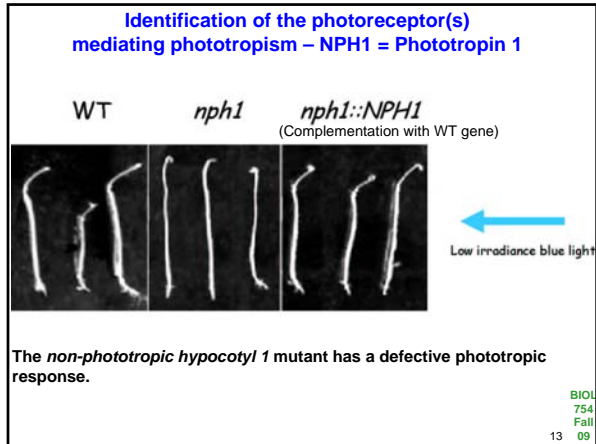 Identification of the photoreceptor(s)
mediating phototropism – NPH1 = Phototropin 1
WT nph1 nph1::NPH1
(Complementation with WT gene)
Low irradiance blue light
The non-phototropic hypocotyl 1 mutant has a defective phototropic
response.
BIOL
754
Fall
13 09